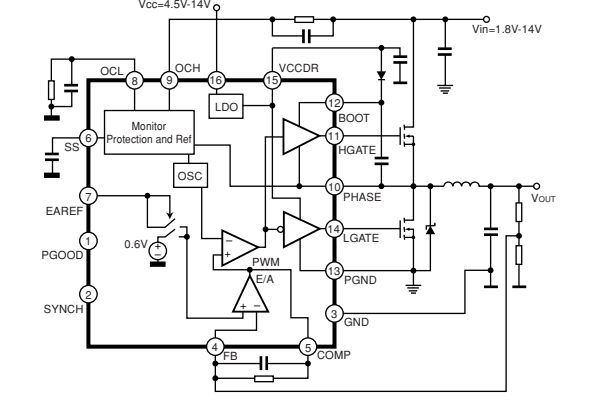 Vcc=4.5V-14V
Vin=1.8V-14V
OCL
OCH
VCCDR
8
9
16
15
LDO
12
BOOT
Monitor
Protection and Ref
11
HGATE
6
SS
OSC
10
PHASE
7
EAREF
VOUT
14
LGATE
1
PGOOD
0.6V
+
−
−
+
PWM
13
PGND
E/A
2
SYNCH
+ −
3
GND
4
FB
5
COMP